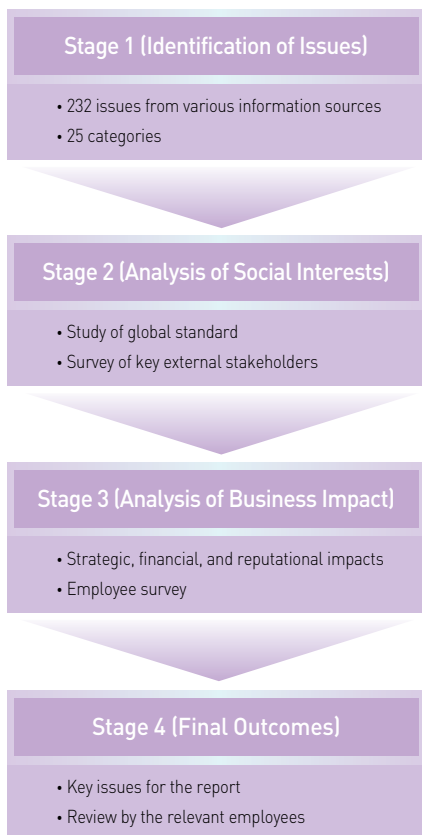 Stage 1 (Identification of Issues)
• 232 issues from various information sources
• 25 categories
Stage 2 (Analysis of Social Interests)
• Study of global standard
• Survey of key external stakeholders
Stage 3 (Analysis of Business Impact)
• Strategic, financial, and reputational impacts
• Employee survey
Stage 4 (Final Outcomes)
• Key issues for the report
• Review by the relevant employees